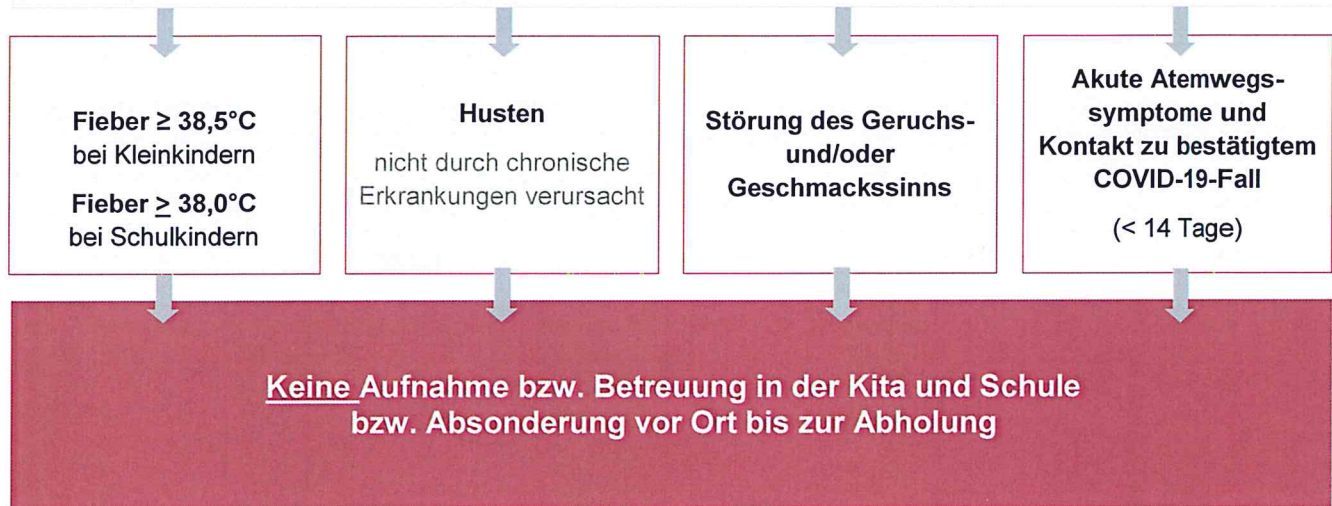 Fieber ≥ 38,5°C
bei Kleinkindern
Fieber ≥ 38,0°C
bei Schulkindern
Husten
nicht durch chronische
Erkrankungen verursacht
Störung des Geruchs-
und/oder
Geschmackssinns
Akute Atemwegs-
symptome und
Kontakt zu bestätigtem
COVID-19-Fall
(< 14 Tage)
Keine Aufnahme bzw. Betreuung in der Kita und Schule
bzw. Absonderung vor Ort bis zur Abholung